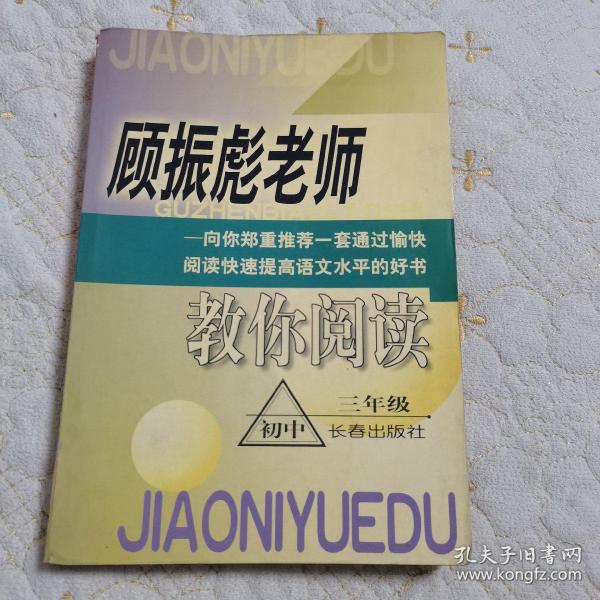 JIAONIYUEDU
顾振彪老师
GUZHENBIAOLAOSHI
—向你郑重推荐一套通过愉快
阅读快速提高语文水平的好书
教你阅读
三年级
初中
长春出版社
JIAONIYUEDU
孔夫子旧书网
www.kongfz.com